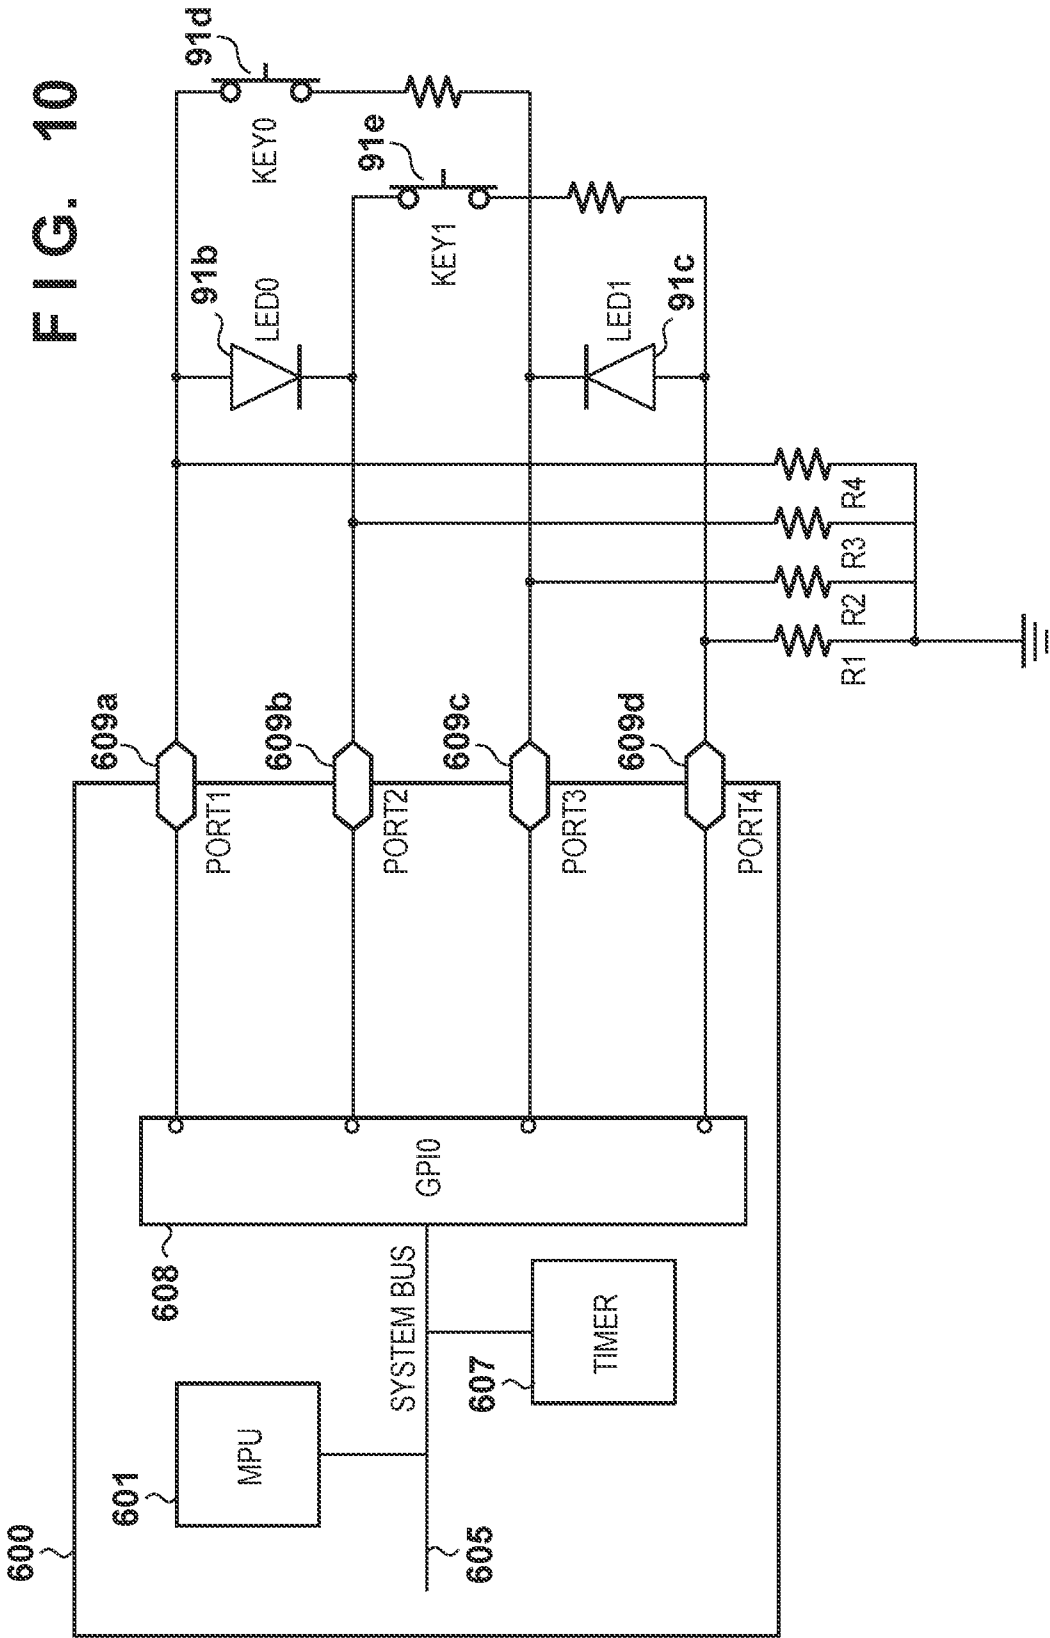 FIG. 10
600
601
MPU
605
SYSTEM BUS
607
TIMER
608
GPIO
609a
PORT1
609b
PORT2
609c
PORT3
609d
PORT4
91b
LED0
91d
KEY0
91e
KEY1
LED1
91c
R1
R2
R3
R4